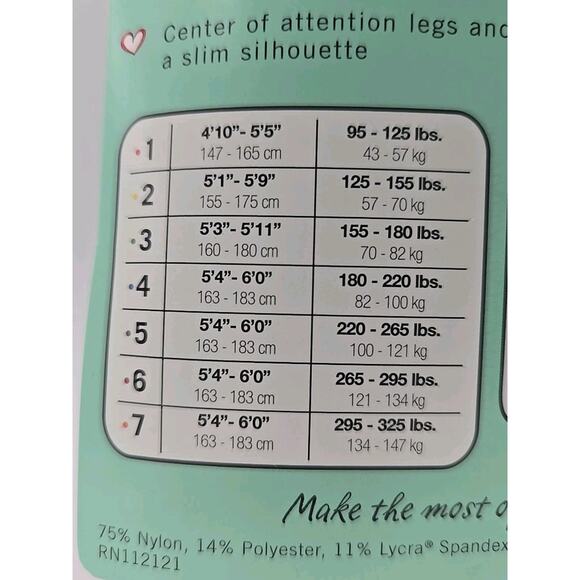 Center of attention legs and
a slim silhouette
1 4'10"- 5'5" 95 - 125 lbs.
147 - 165 cm 43 - 57 kg
2 5'1"- 5'9" 125 - 155 lbs.
155 - 175 cm 57 - 70 kg
3 5'3"- 5'11" 155 - 180 lbs.
160 - 180 cm 70 - 82 kg
4 5'4"- 6'0" 180 - 220 lbs.
163 - 183 cm 82 - 100 kg
5 5'4"- 6'0" 220 - 265 lbs.
163 - 183 cm 100 - 121 kg
6 5'4"- 6'0" 265 - 295 lbs.
163 - 183 cm 121 - 134 kg
7 5'4"- 6'0" 295 - 325 lbs.
163 - 183 cm 134 - 147 kg
Make the most o
75% Nylon, 14% Polyester, 11% Lycra® Spandex
RN112121